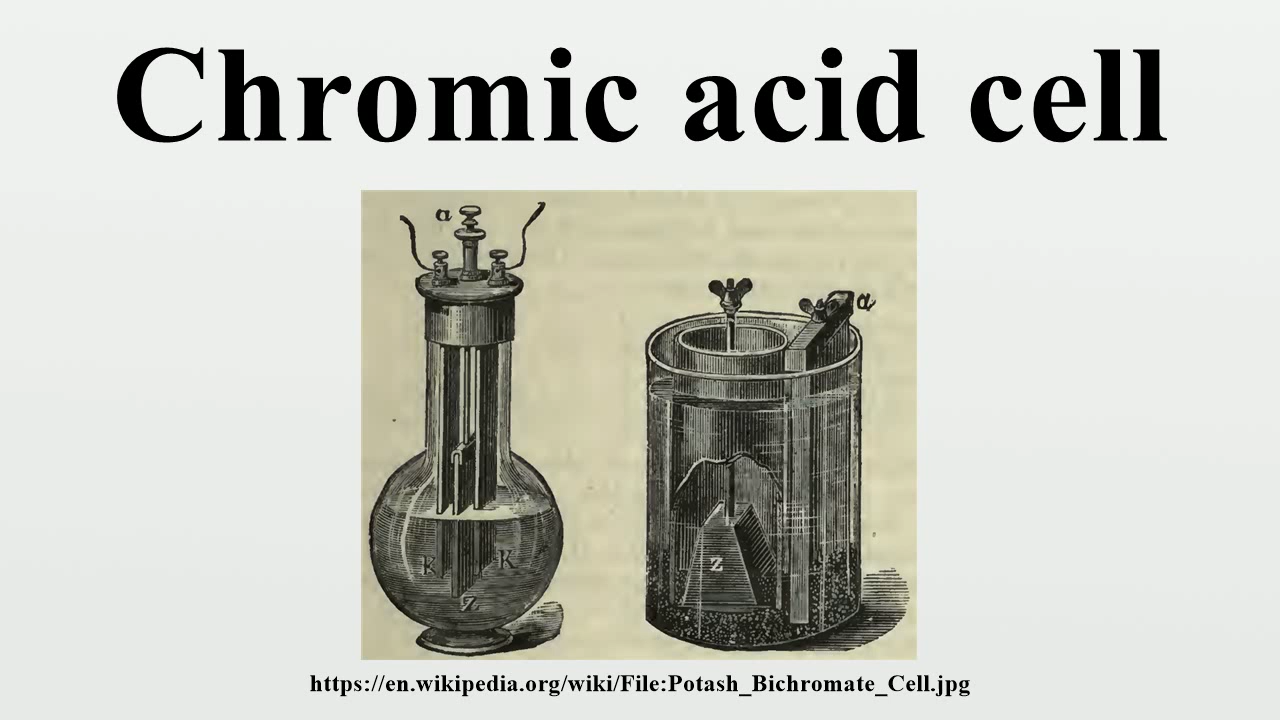 Chromic acid cell
a
a
K
K
Z
Z
https://en.wikipedia.org/wiki/File:Potash_Bichromate_Cell.jpg